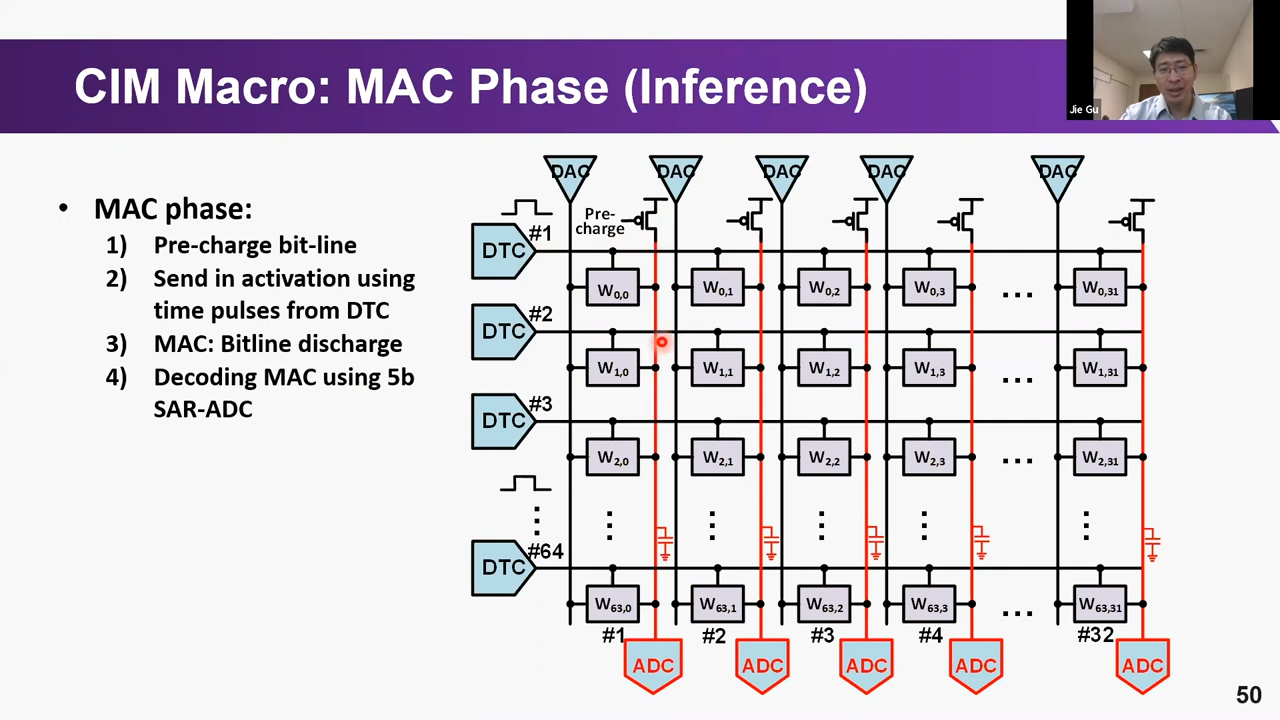 CIM Macro: MAC Phase (Inference)
Jie Gu
• MAC phase:
1) Pre-charge bit-line
2) Send in activation using
time pulses from DTC
3) MAC: Bitline discharge
4) Decoding MAC using 5b
SAR-ADC
DAC DAC DAC DAC DAC
Pre-
charge
DTC #1
W0,0 W0,1 W0,2 W0,3 ... W0,31
DTC #2
W1,0 W1,1 W1,2 W1,3 ... W1,31
DTC #3
W2,0 W2,1 W2,2 W2,3 ... W2,31
DTC #64
W63,0 W63,1 W63,2 W63,3 ... W63,31
#1 #2 #3 #4 #32
ADC ADC ADC ADC ADC
50